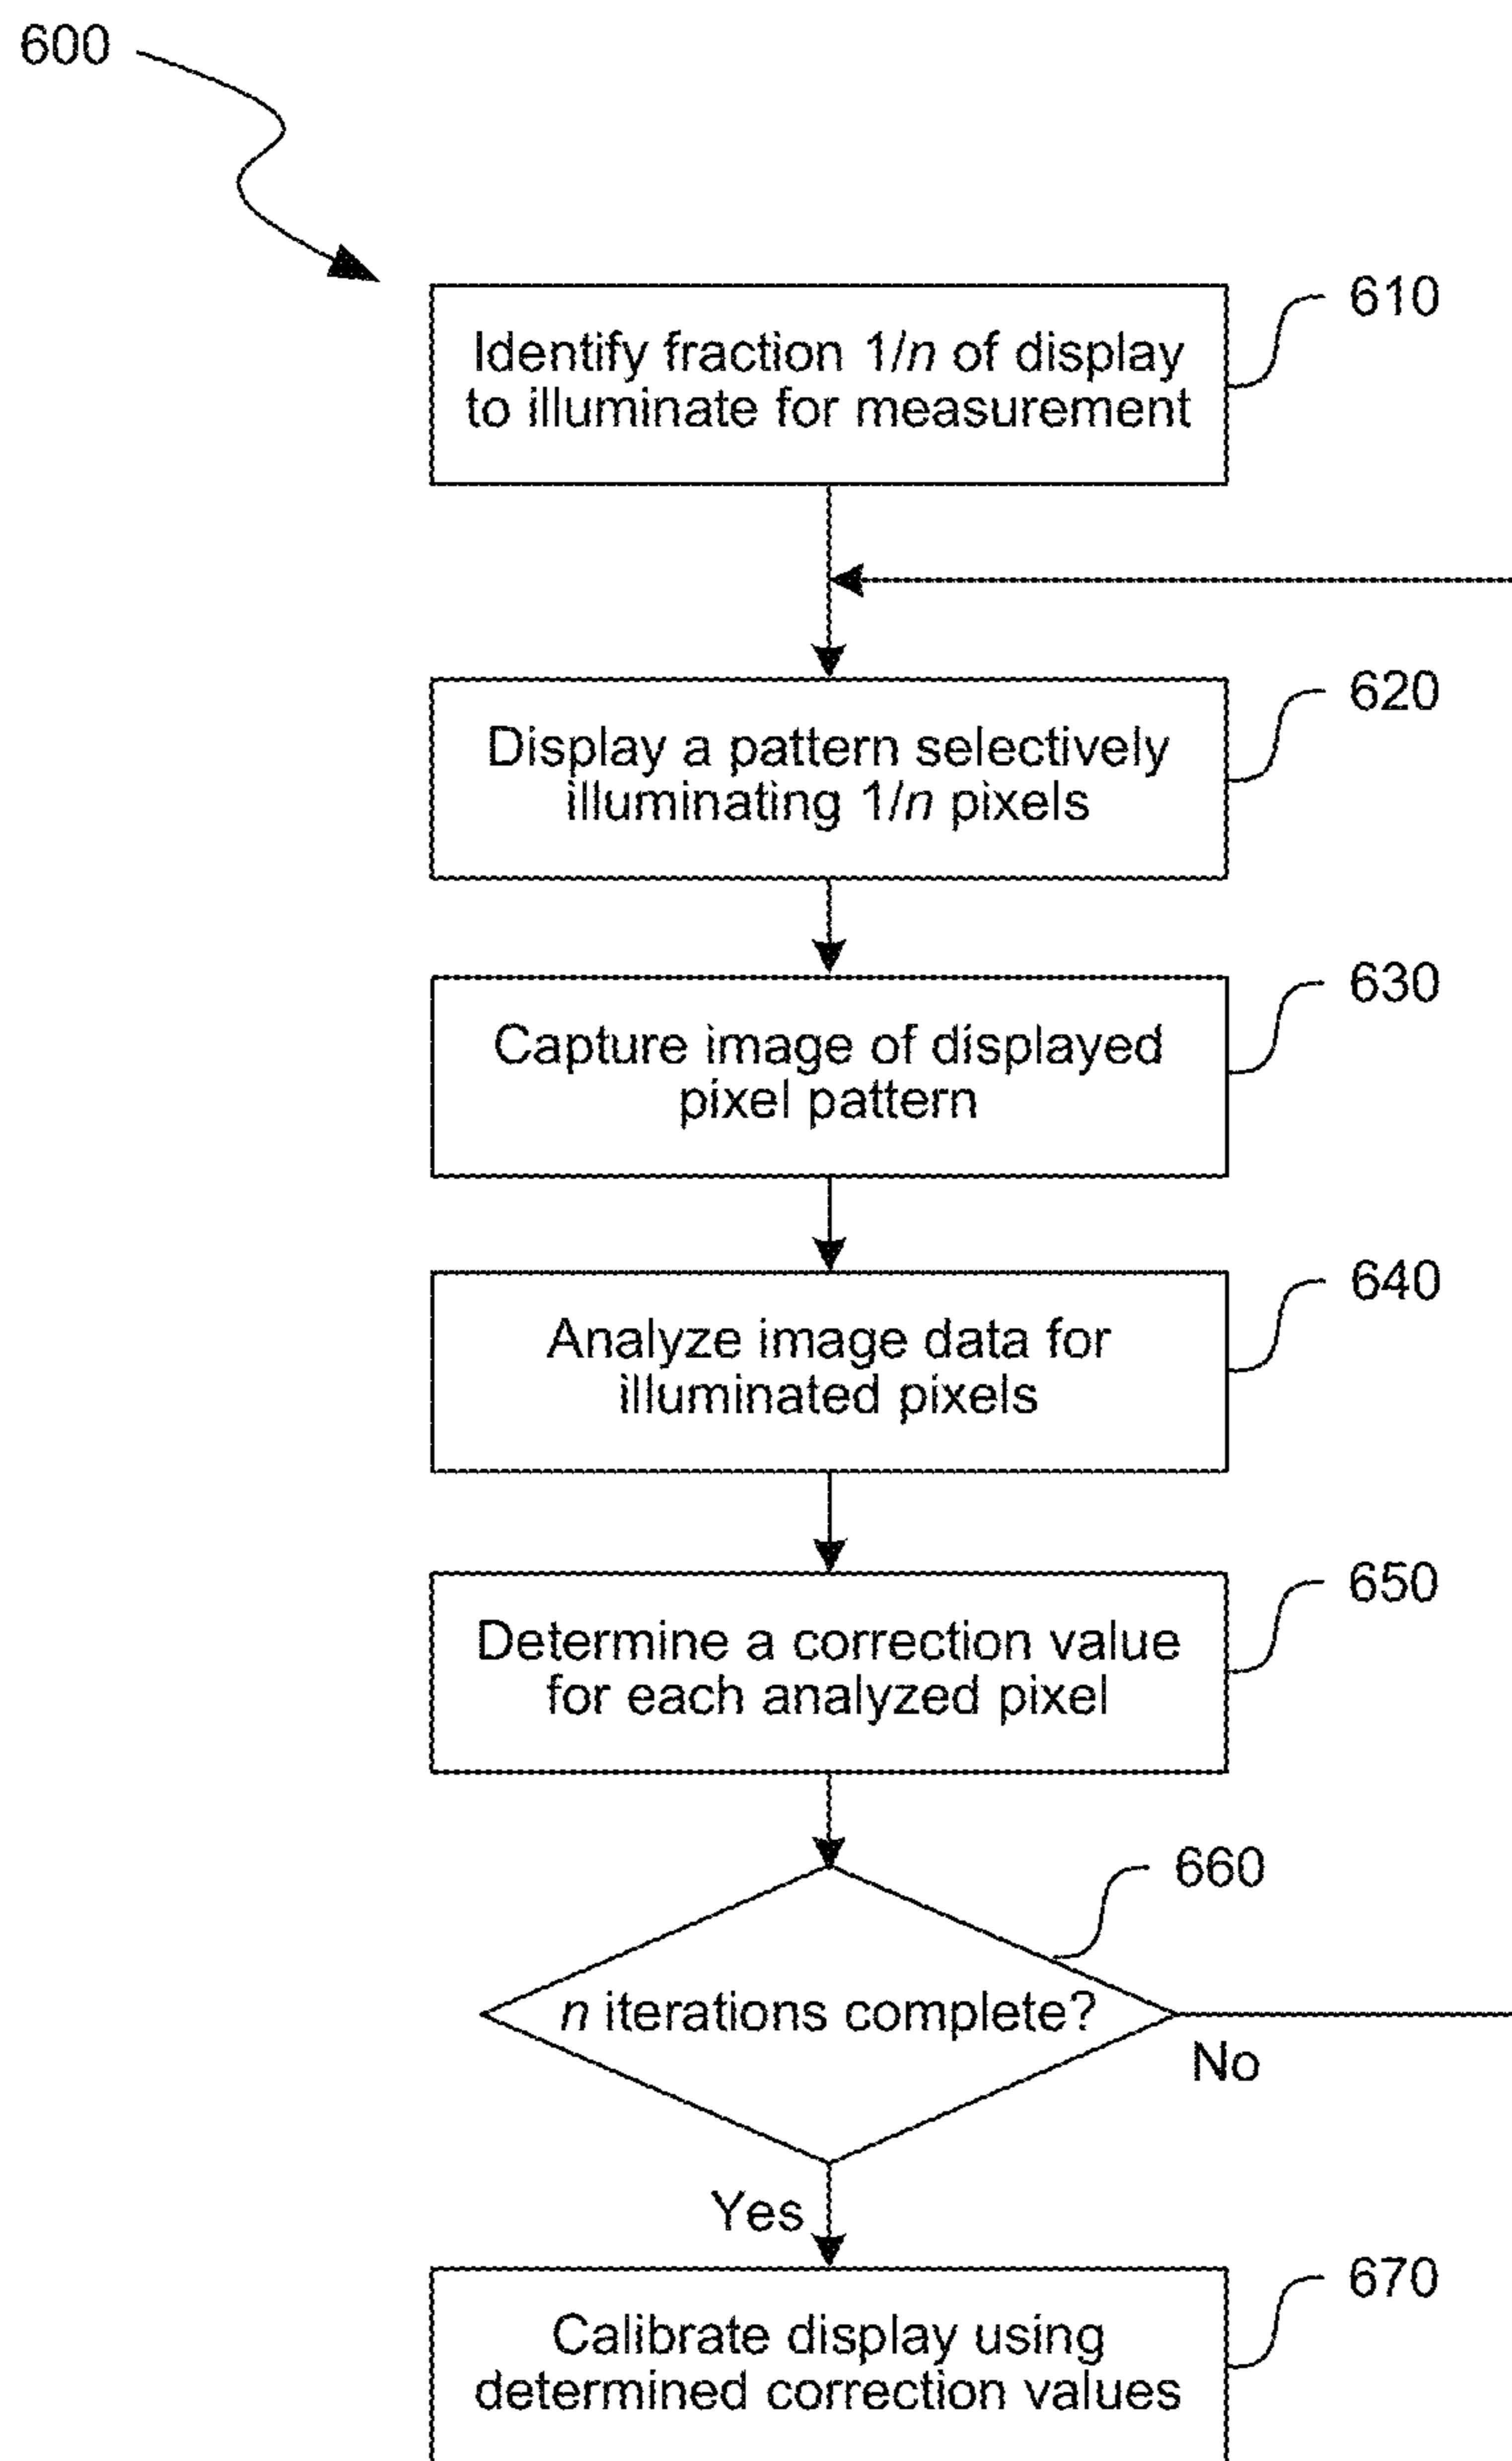 600
610
Identify fraction 1/n of display
to illuminate for measurement
620
Display a pattern selectively
illuminating 1/n pixels
630
Capture image of displayed
pixel pattern
640
Analyze image data for
illuminated pixels
650
Determine a correction value
for each analyzed pixel
660
n iterations complete?
No
Yes
670
Calibrate display using
determined correction values